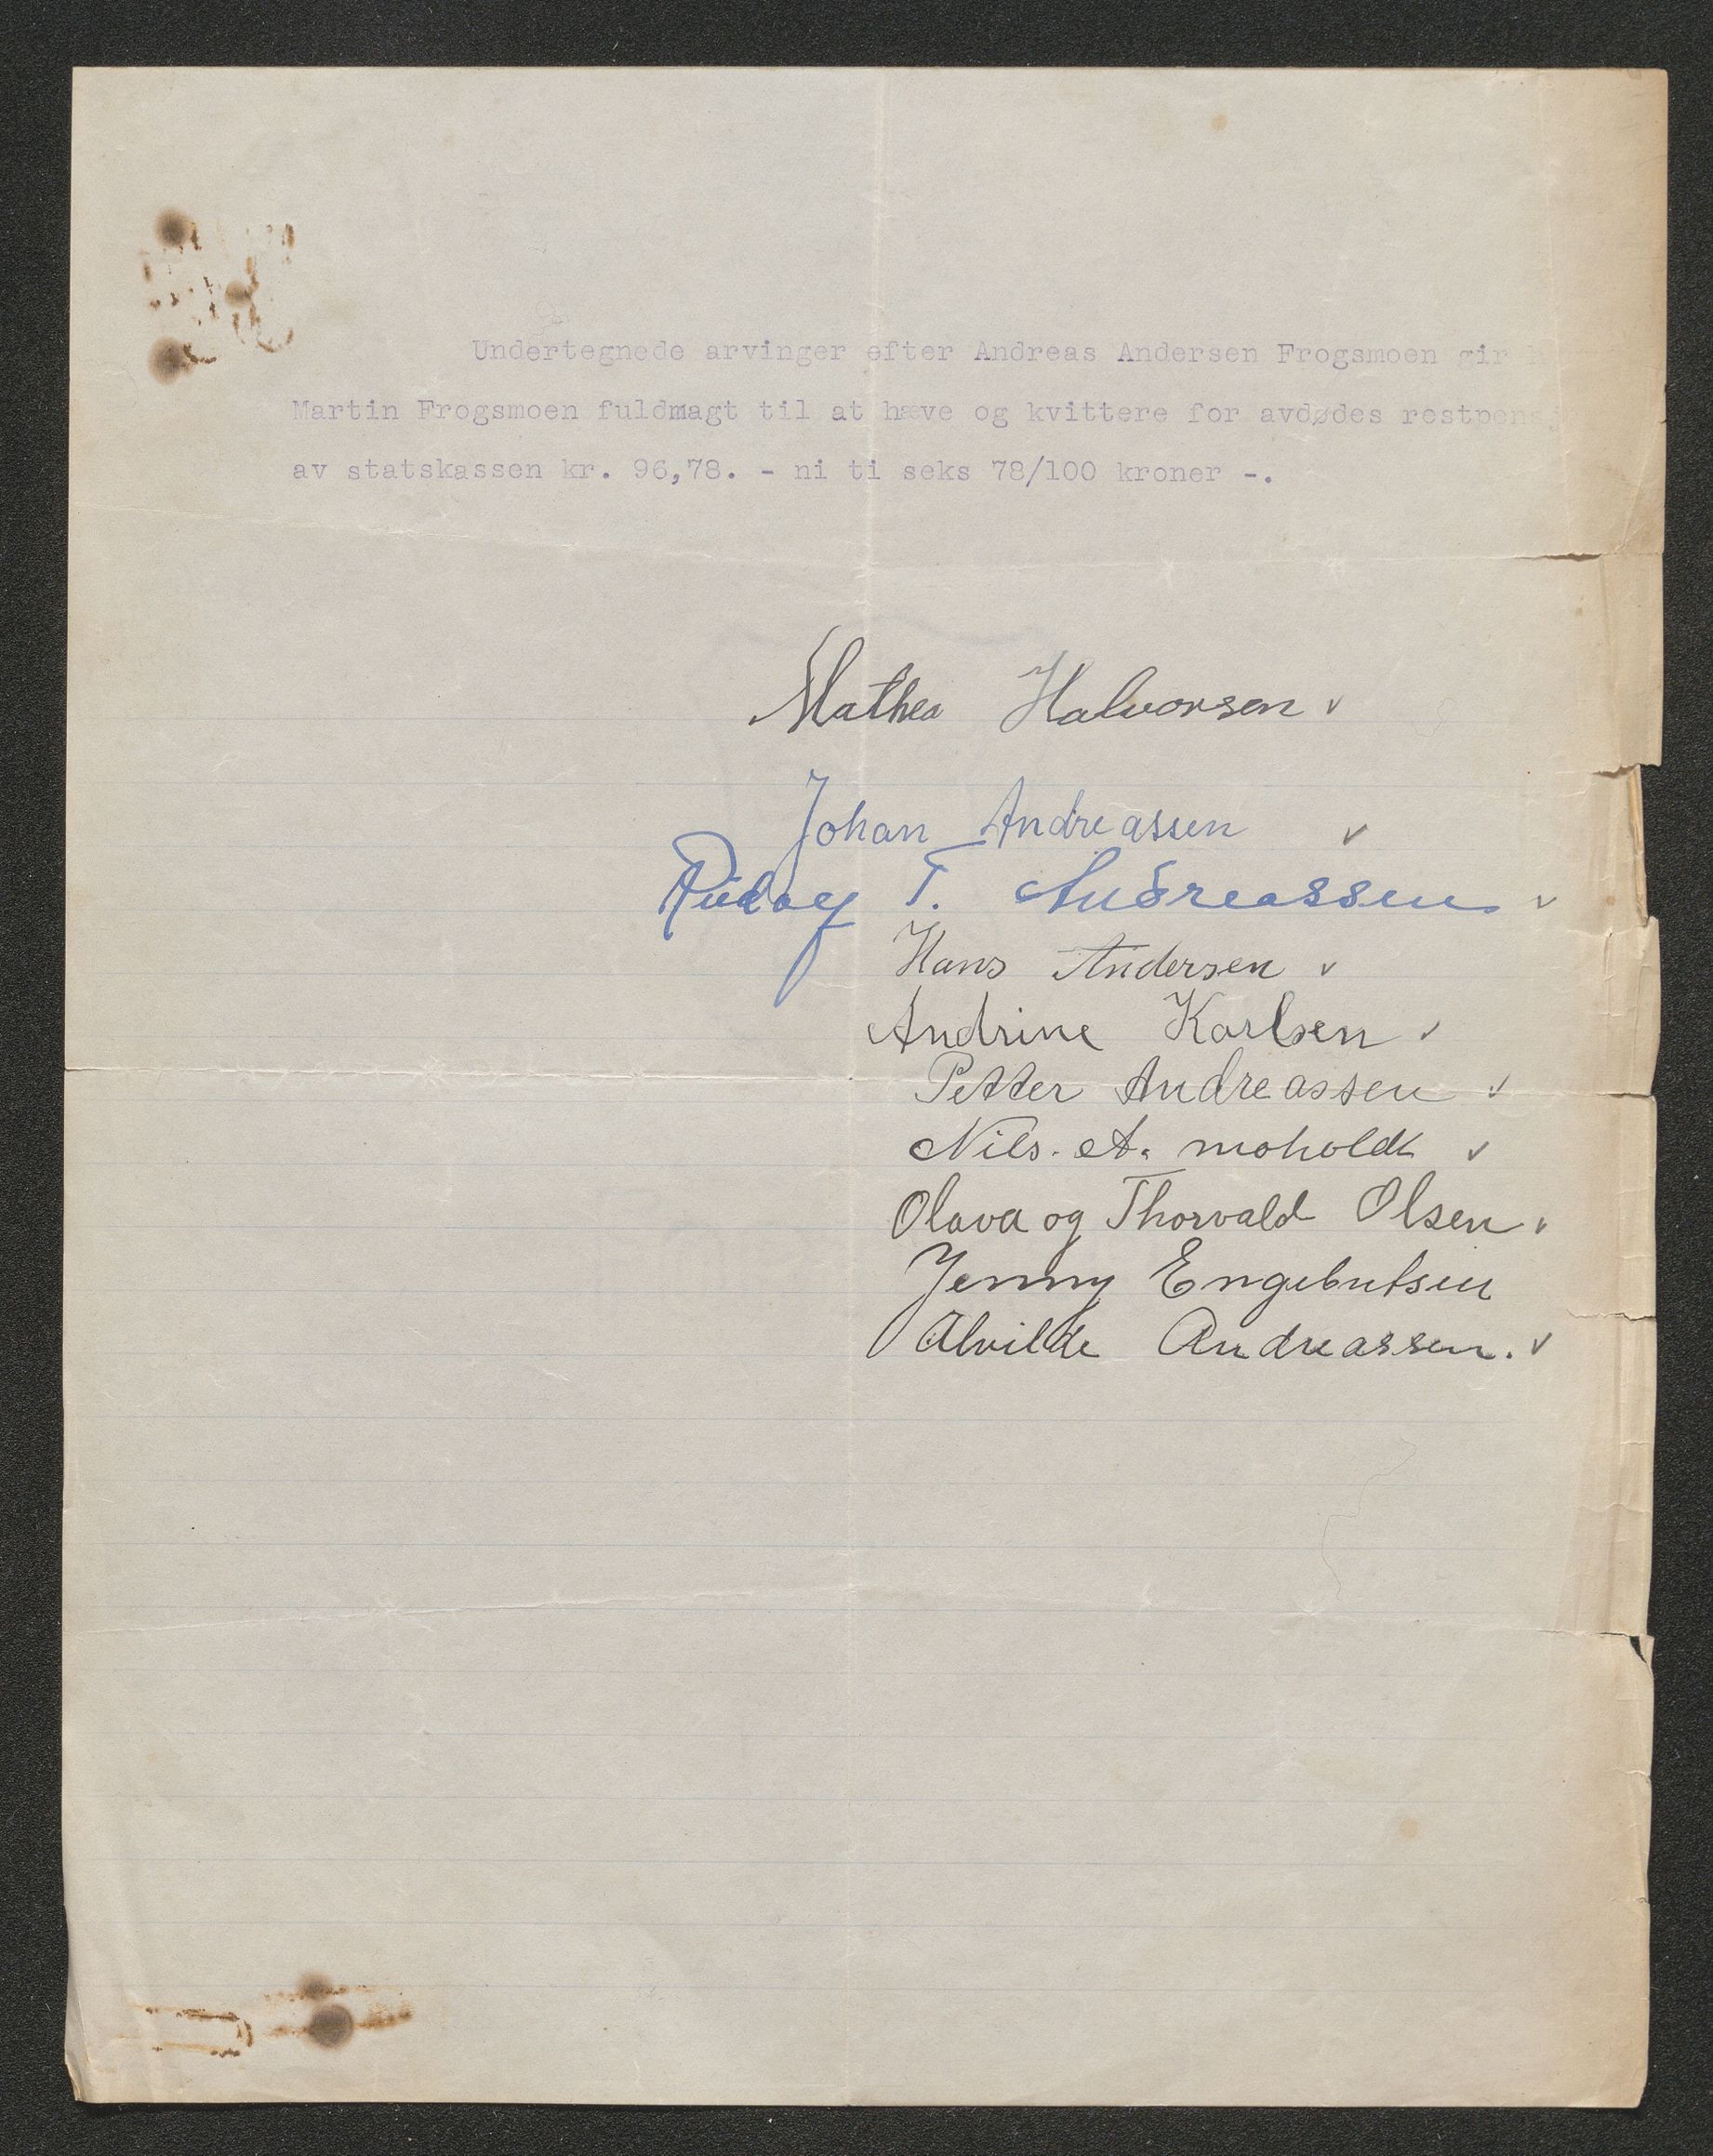 Undertegnede arvinger efter Andreas Andersen Frogsmoen gir
Martin Frogsmoen fuldmagt til at hæve og kvittere for avdødes restpens
av statskassen kr. 96,78. - ni ti seks 78/100 kroner -.
Mathea Halvorsen
Johan Andreassen
T. Andreassen
Hans Andersen
Andrine Karlsen
Petter Andreassen
Nils. A. moholdt
Olava og Thorvald Olsen
Jenny Engebretsen
Alvilde Andreassen.